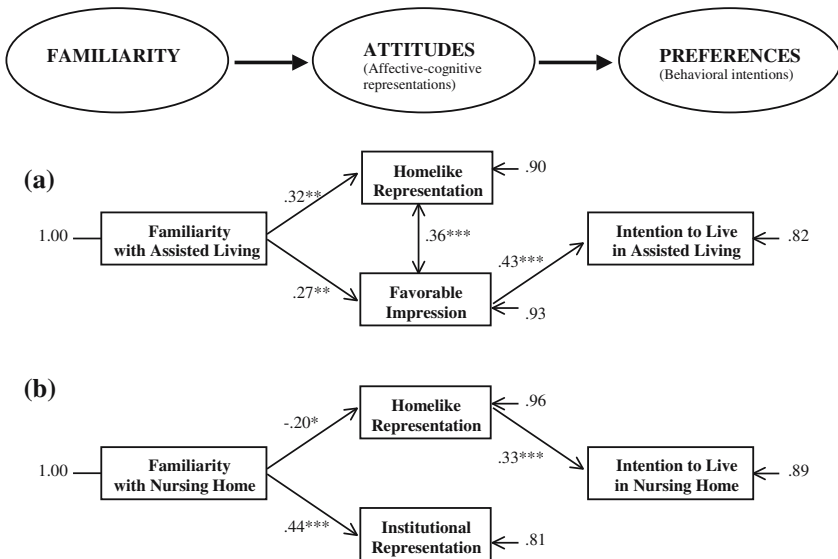 FAMILIARITY
ATTITUDES
(Affective-cognitive
representations)
PREFERENCES
(Behavioral intentions)
(a)
Homelike
Representation
.90
.32**
1.00
Familiarity
with Assisted Living
.36***
Intention to Live
in Assisted Living
.82
.43***
.27**
Favorable
Impression
.93
(b)
Homelike
Representation
.96
-.20*
.33***
1.00
Familiarity
with Nursing Home
Intention to Live
in Nursing Home
.89
.44***
Institutional
Representation
.81